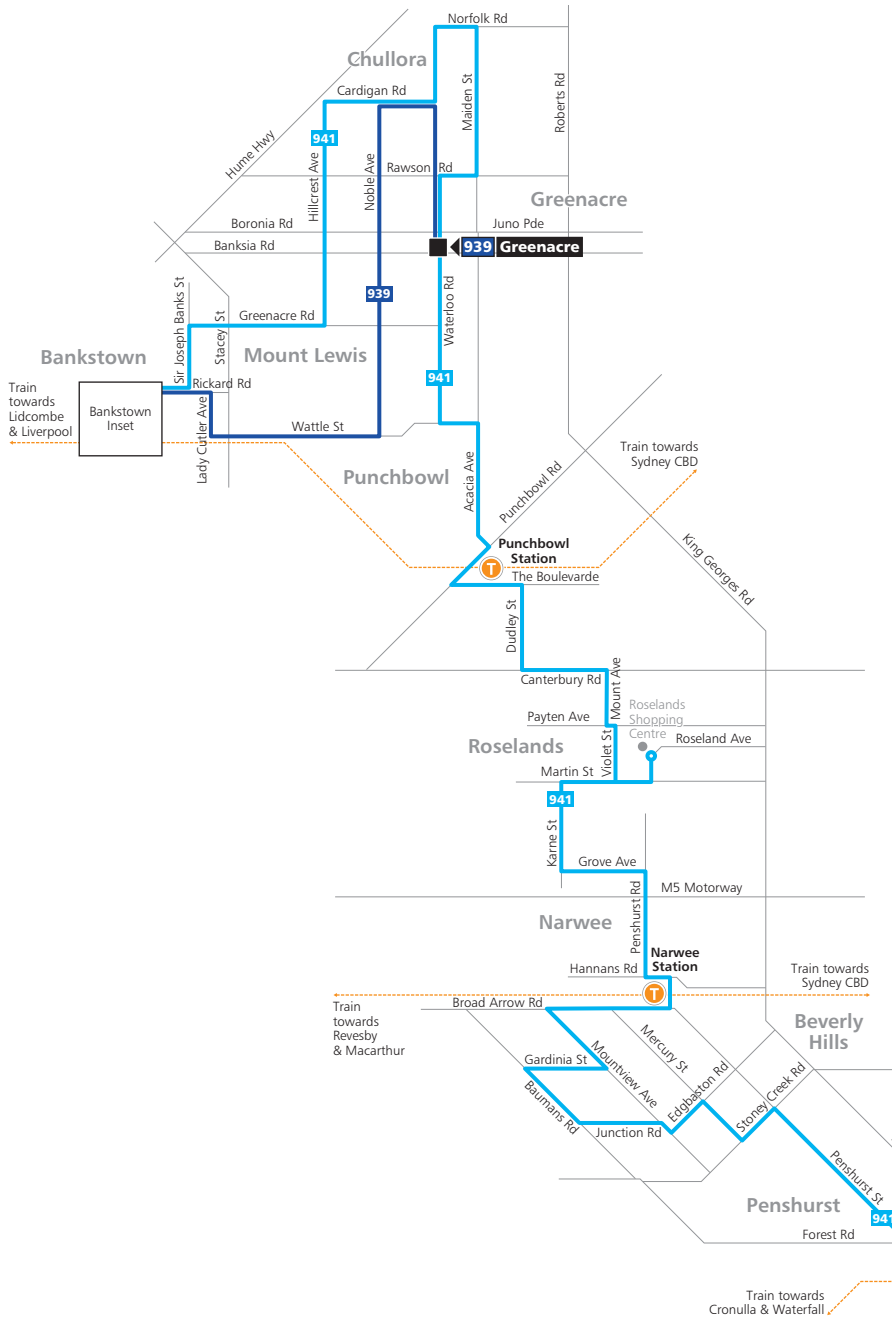 Norfolk Rd
Chullora
Cardigan Rd
Maiden St
Roberts Rd
941
Hume Hwy
Hillcrest Ave
Noble Ave
Rawson Rd
Greenacre
Boronia Rd
Juno Pde
Banksia Rd
939 Greenacre
Sir Joseph Banks St
939
Waterloo Rd
Greenacre Rd
Stacey St
Bankstown
Mount Lewis
941
Train
towards
Lidcombe
& Liverpool
Rickard Rd
Bankstown
Inset
Lady Cutler Ave
Wattle St
Punchbowl
Acacia Ave
Punchbowl Rd
Train towards
Sydney CBD
Punchbowl
Station
T
The Boulevarde
King Georges Rd
Dudley St
Canterbury Rd
Mount Ave
Payten Ave
Roselands
Shopping
Centre
Roselands
Violet St
Roseland Ave
Martin St
941
Karne St
Grove Ave
Penshurst Rd
M5 Motorway
Narwee
Narwee
Station
Hannans Rd
T
Train towards
Sydney CBD
Broad Arrow Rd
Train
towards
Revesby
& Macarthur
Beverly
Hills
Mercury St
Mountview Ave
Gardinia St
Edgbaston Rd
Stoney Creek Rd
Baumans Rd
Junction Rd
Penshurst St
Penshurst
941
Forest Rd
Train towards
Cronulla & Waterfall